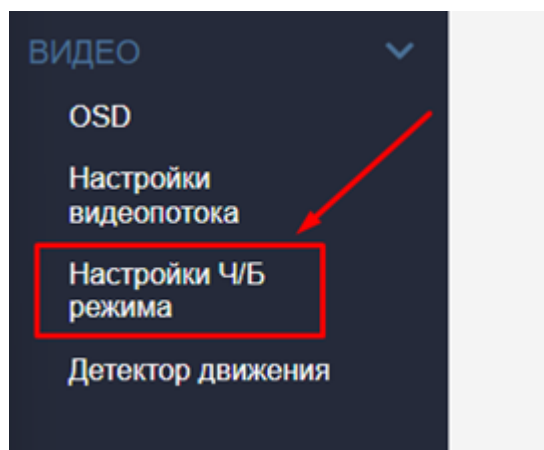 ВИДЕО
OSD
Настройки
видеопотока
Настройки Ч/Б
режима
Детектор движения